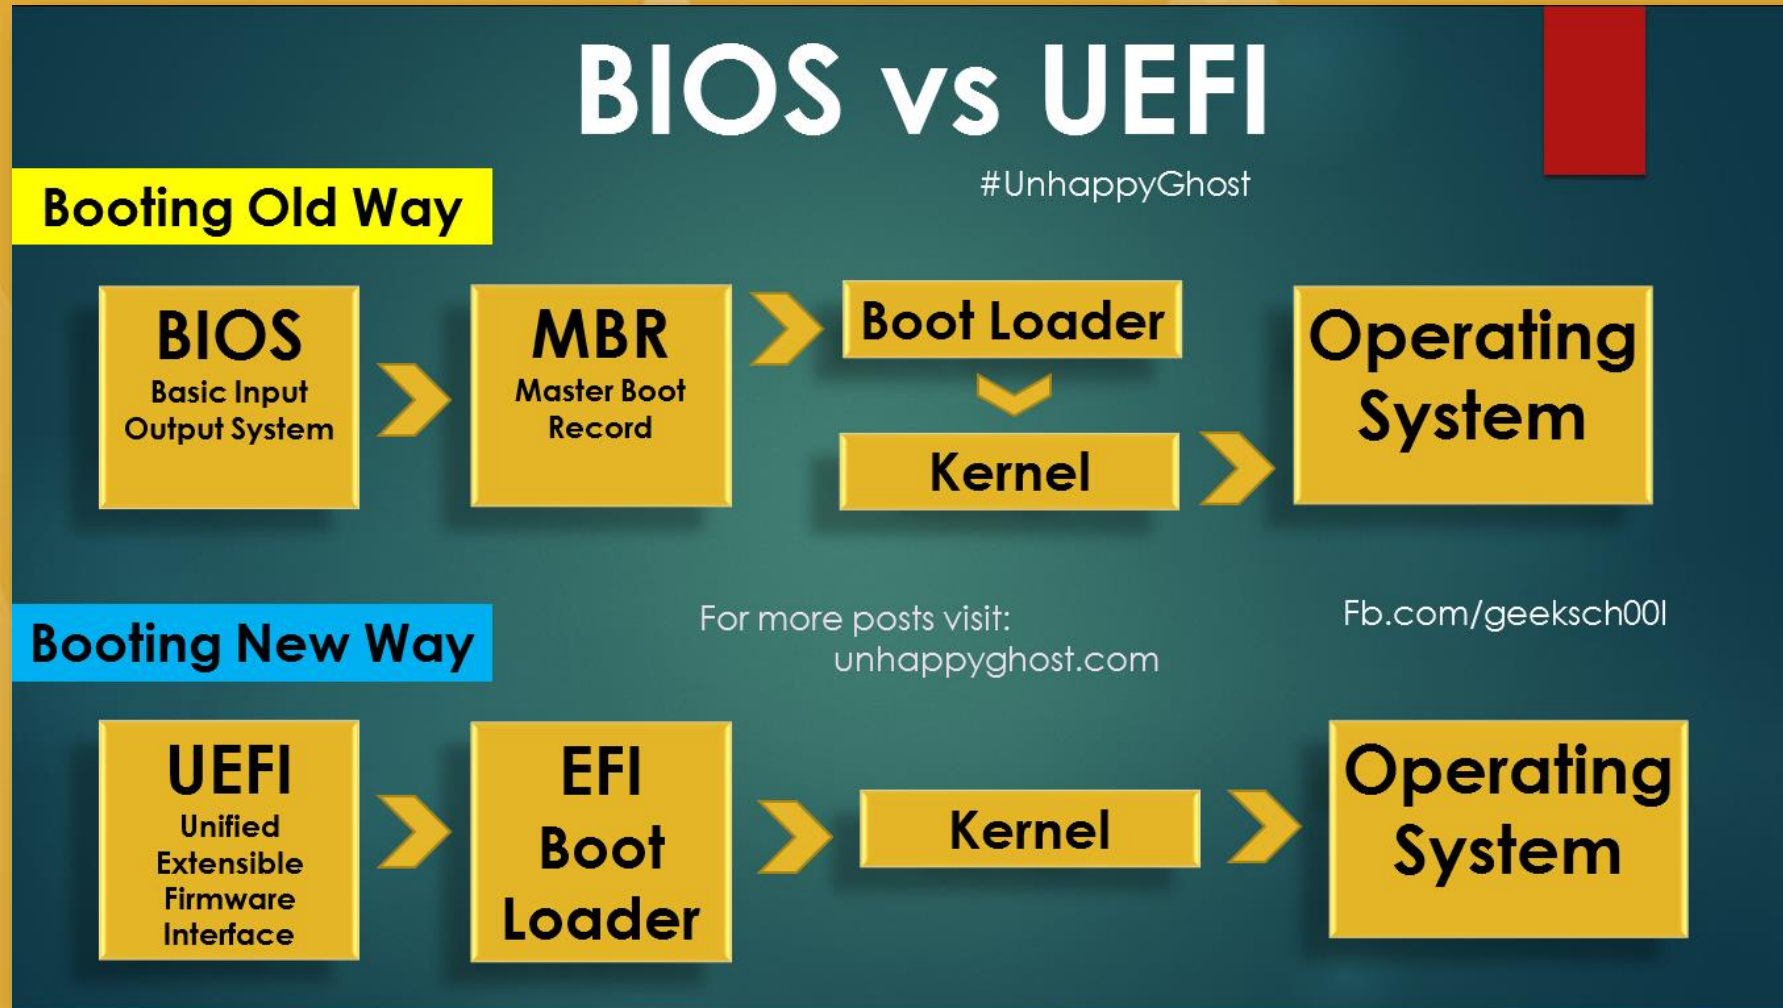 BIOS vs UEFI
#UnhappyGhost
Booting Old Way
BIOS
Basic Input
Output System
MBR
Master Boot
Record
Boot Loader
Kernel
Operating
System
For more posts visit:
unhappyghost.com
Fb.com/geeksch00l
Booting New Way
UEFI
Unified
Extensible
Firmware
Interface
EFI
Boot
Loader
Kernel
Operating
System